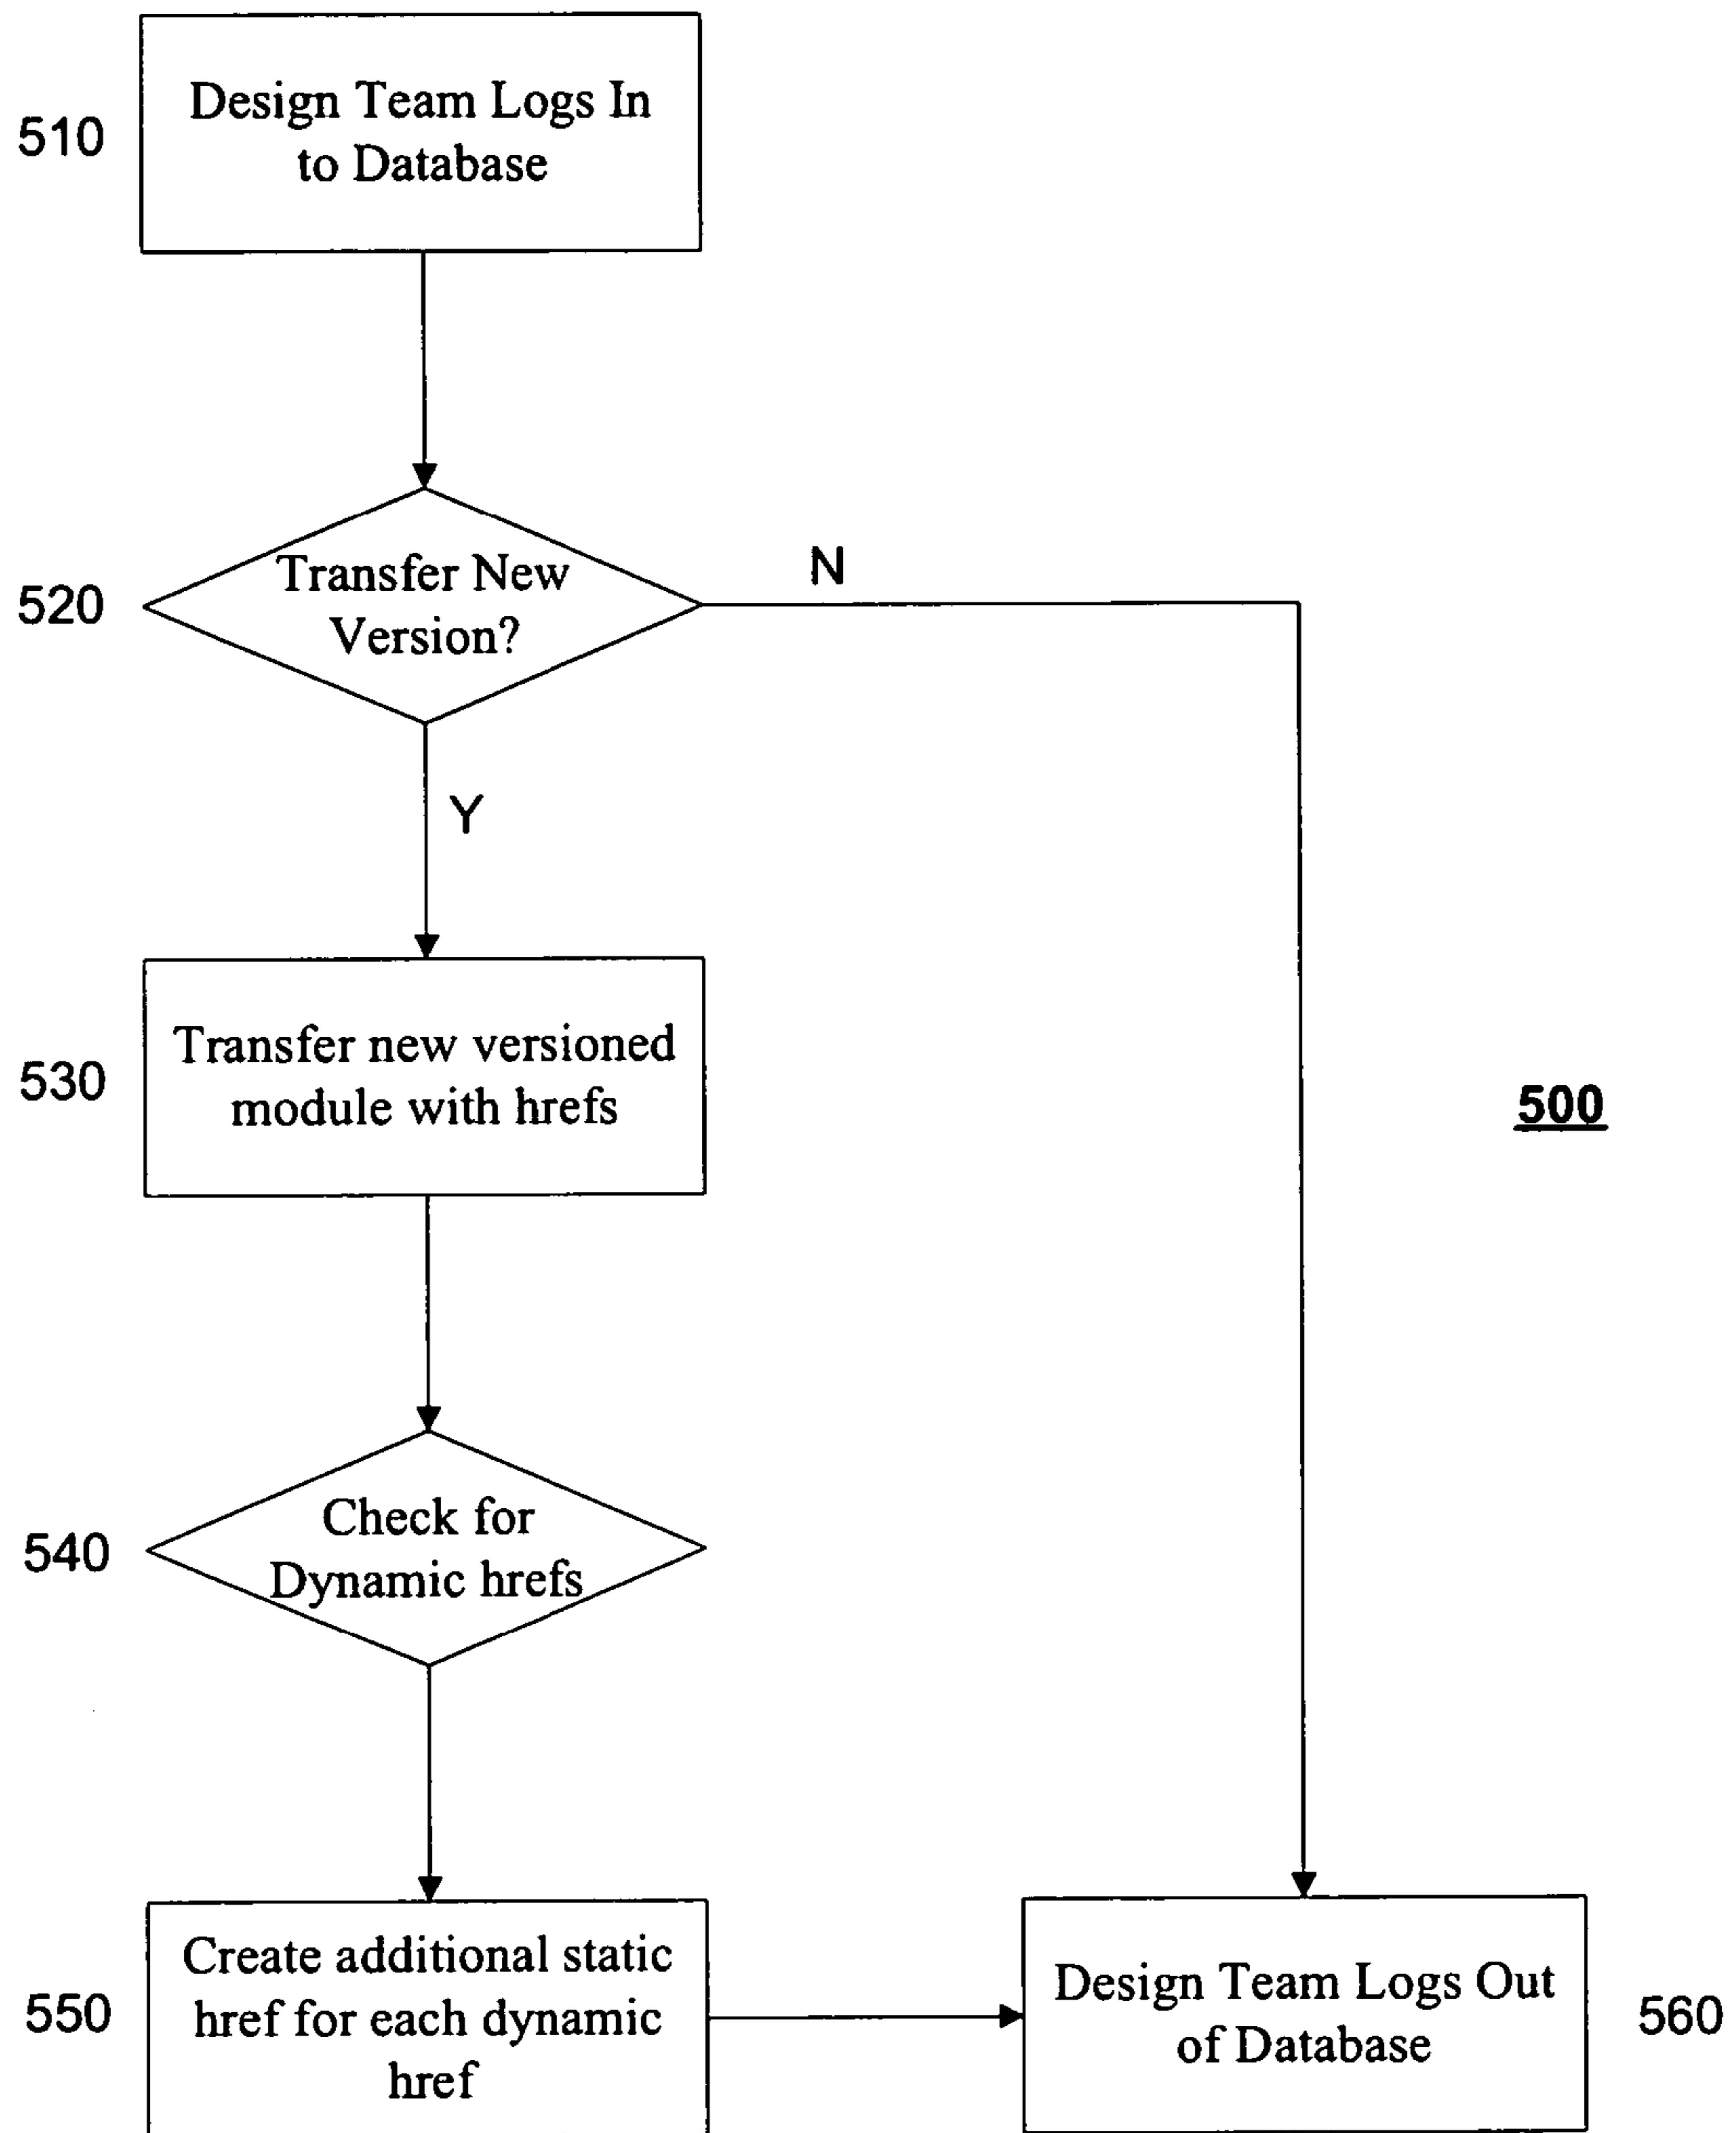 510
Design Team Logs In
to Database
520
Transfer New
Version?
N
Y
530
Transfer new versioned
module with hrefs
500
540
Check for
Dynamic hrefs
550
Create additional static
href for each dynamic
href
Design Team Logs Out
of Database
560